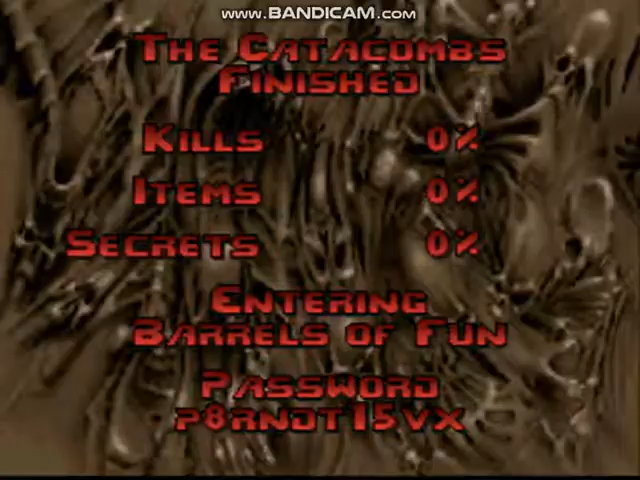 www.BANDICAM.com
The Catacombs
Finished
Kills 0%
Items 0%
Secrets 0%
Entering
Barrels of Fun
Password
p8rndt15vx